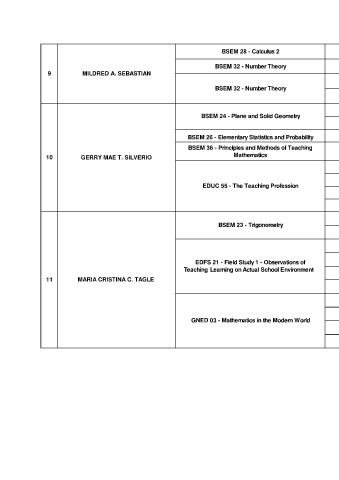 BSEM 28 - Calculus 2
9
MILDRED A. SEBASTIAN
BSEM 32 - Number Theory
BSEM 32 - Number Theory
10
GERRY MAE T. SILVERIO
BSEM 24 - Plane and Solid Geometry
BSEM 26 - Elementary Statistics and Probability
BSEM 36 - Principles and Methods of Teaching
Mathematics
EDUC 55 - The Teaching Profession
11
MARIA CRISTINA C. TAGLE
BSEM 23 - Trigonometry
EDFS 21 - Field Study 1 - Observations of
Teaching Learning on Actual School Environment
GNED 03 - Mathematics in the Modern World